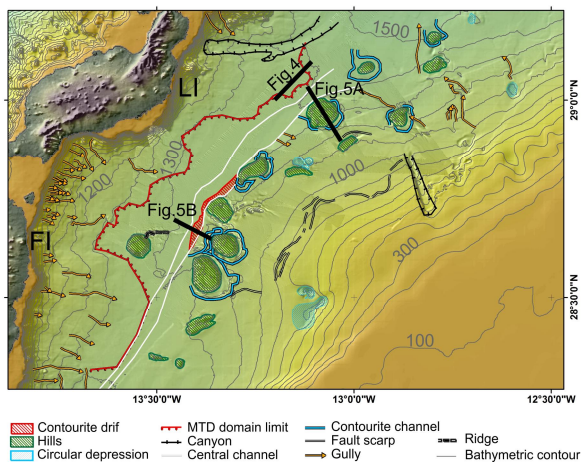 1500
LI
Fig.4
Fig.5A
29°0'0"N
1300
1200
1000
Fig.5B
FI
300
28°30'0"N
100
13°30'0"W
13°0'0"W
12°30'0"W
Contourite drif
MTD domain limit
Contourite channel
Hills
Canyon
Fault scarp
Ridge
Circular depression
Central channel
Gully
Bathymetric contour